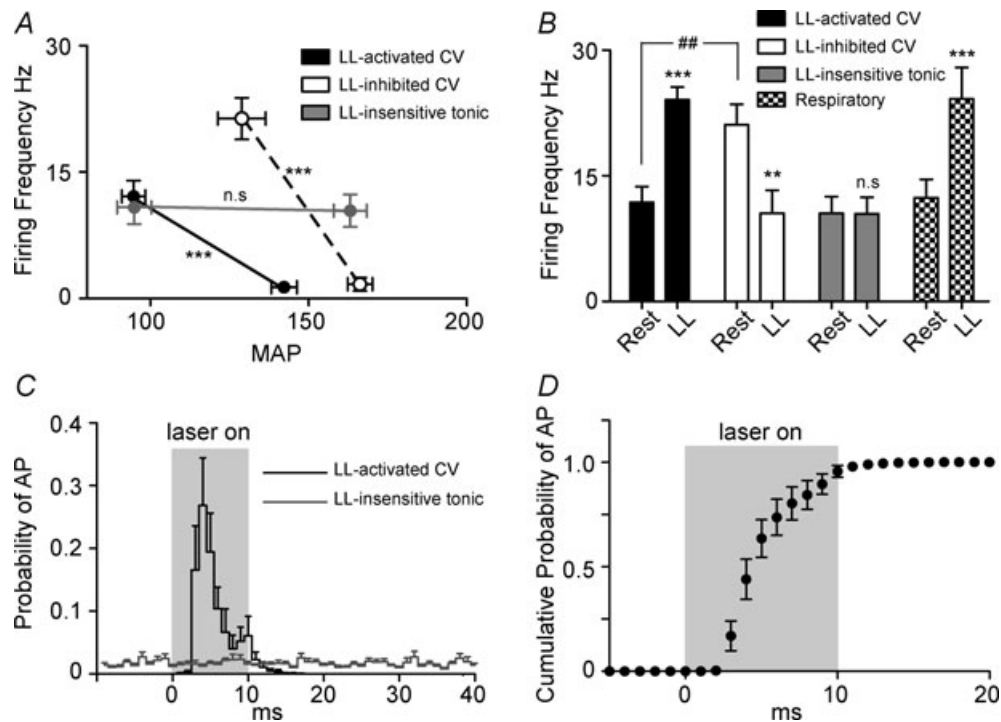 A
30
15
0
Firing Frequency Hz
LL-activated CV
LL-inhibited CV
LL-insensitive tonic
***
n.s
***
100
150
200
MAP
B
30
15
0
Firing Frequency Hz
##
LL-activated CV
LL-inhibited CV
LL-insensitive tonic
Respiratory
***
**
n.s
***
Rest
LL
Rest
LL
Rest
LL
Rest
LL
C
0.4
0.3
0.2
0.1
0
Probability of AP
laser on
LL-activated CV
LL-insensitive tonic
0
10
20
30
40
ms
D
1.0
0.5
0
Cumulative Probability of AP
laser on
0
10
20
ms